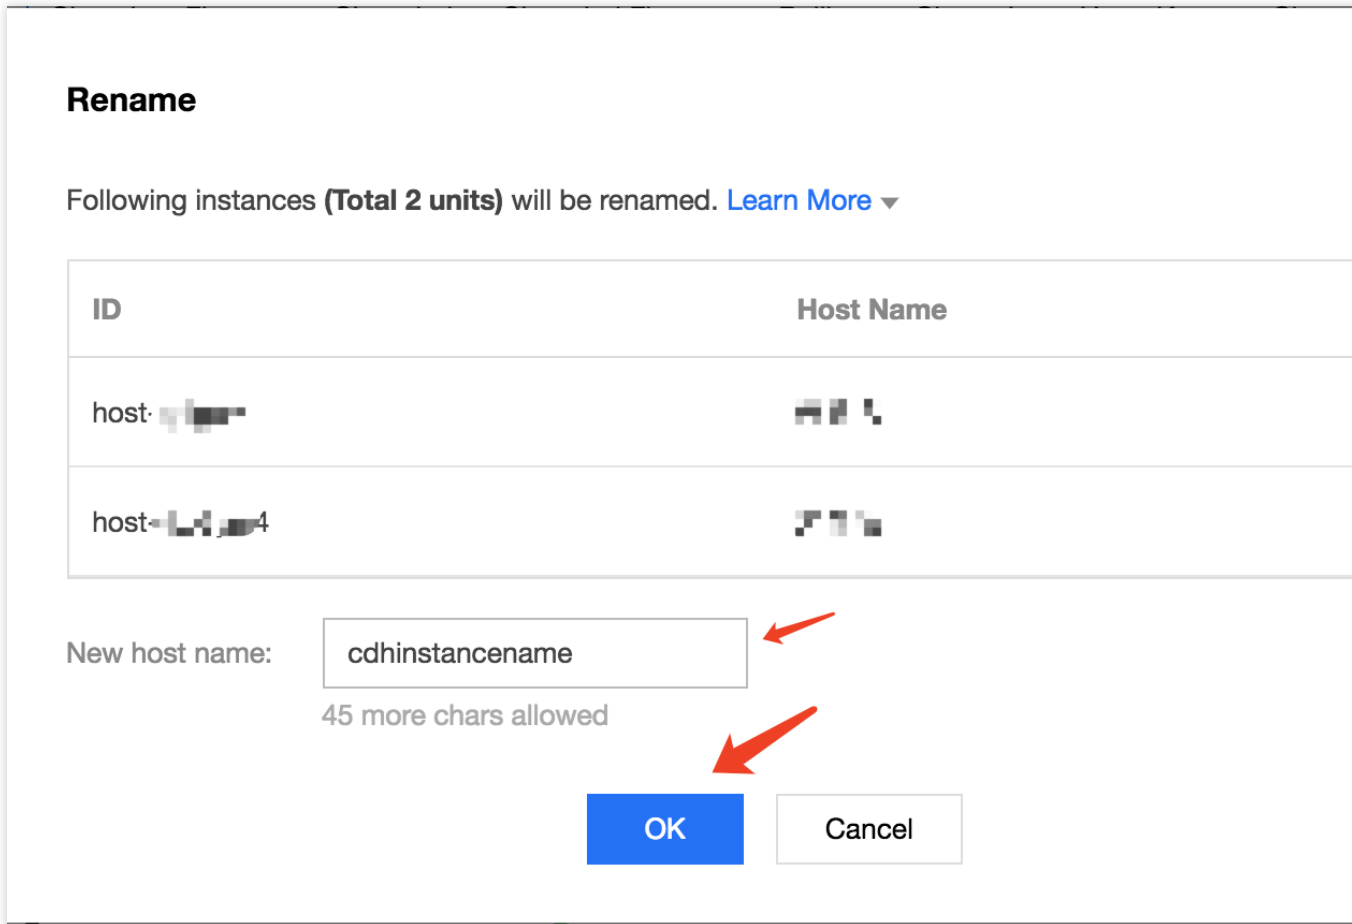 Rename
Following instances (Total 2 units) will be renamed. Learn More
ID Host Name
host-
host-
New host name: cdhinstancename
45 more chars allowed
OK Cancel